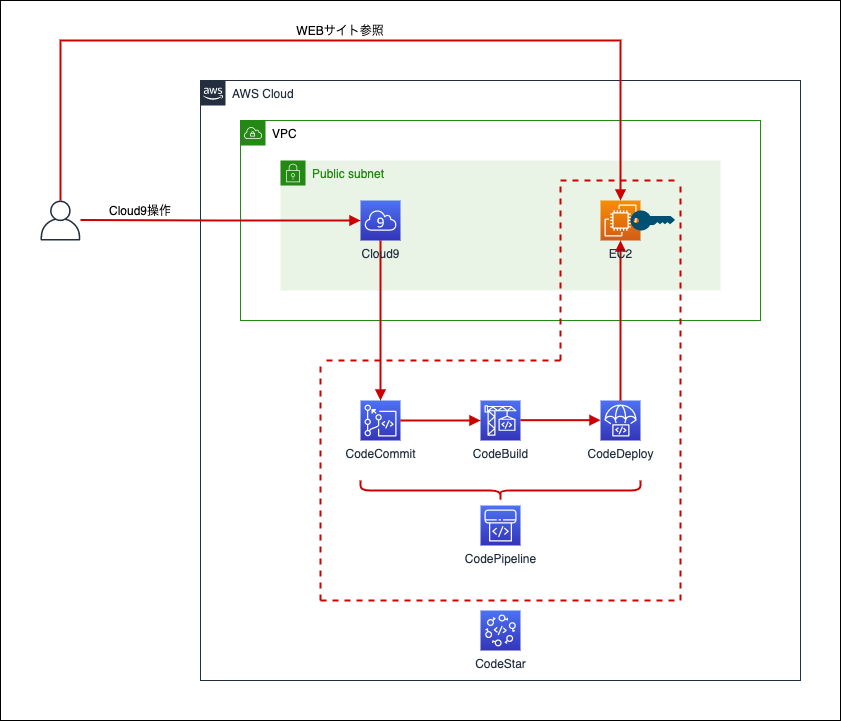 WEBサイト参照
aws
AWS Cloud
VPC
Public subnet
Cloud9操作
9
Cloud9
EC2
</>
</>
</>
CodeCommit
CodeBuild
CodeDeploy
</>
CodePipeline
</>
CodeStar